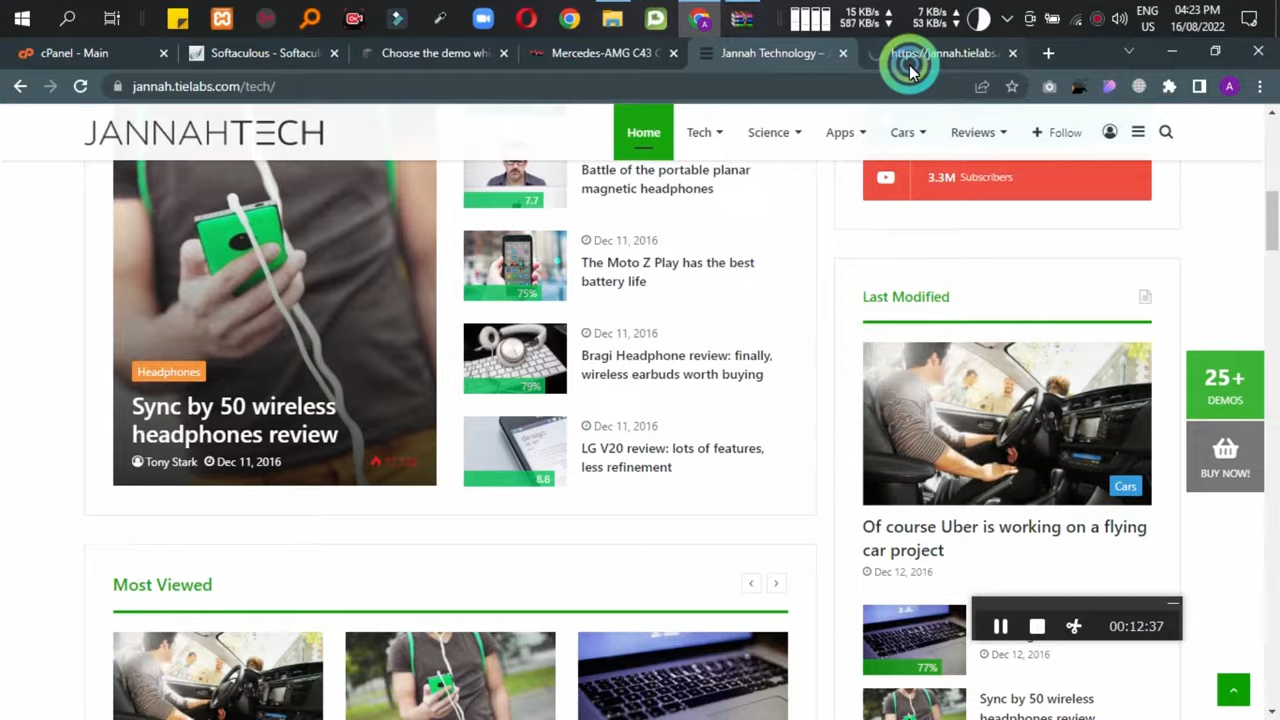 15 KB/s
587 KB/s
7 KB/s
53 KB/s
ENG
US
04:23 PM
16/08/2022
cPanel - Main
Softaculous - Softacul
Choose the demo whi
Mercedes-AMG C43 C
Jannah Technology –
https://jannah.tielabs.
jannah.tielabs.com/tech/
A
JANNAHTECH
Home
Tech
Science
Apps
Cars
Reviews
Follow
Headphones
Sync by 50 wireless
headphones review
Tony Stark Dec 11, 2016
7.7
Battle of the portable planar
magnetic headphones
75%
Dec 11, 2016
The Moto Z Play has the best
battery life
79%
Dec 11, 2016
Bragi Headphone review: finally,
wireless earbuds worth buying
8.8
Dec 11, 2016
LG V20 review: lots of features,
less refinement
Most Viewed
3.3M Subscribers
Last Modified
Cars
Of course Uber is working on a flying
car project
Dec 12, 2016
77%
Dec 12, 2016
Sync by 50 wireless
headphones review
25+
DEMOS
BUY NOW!
00:12:37